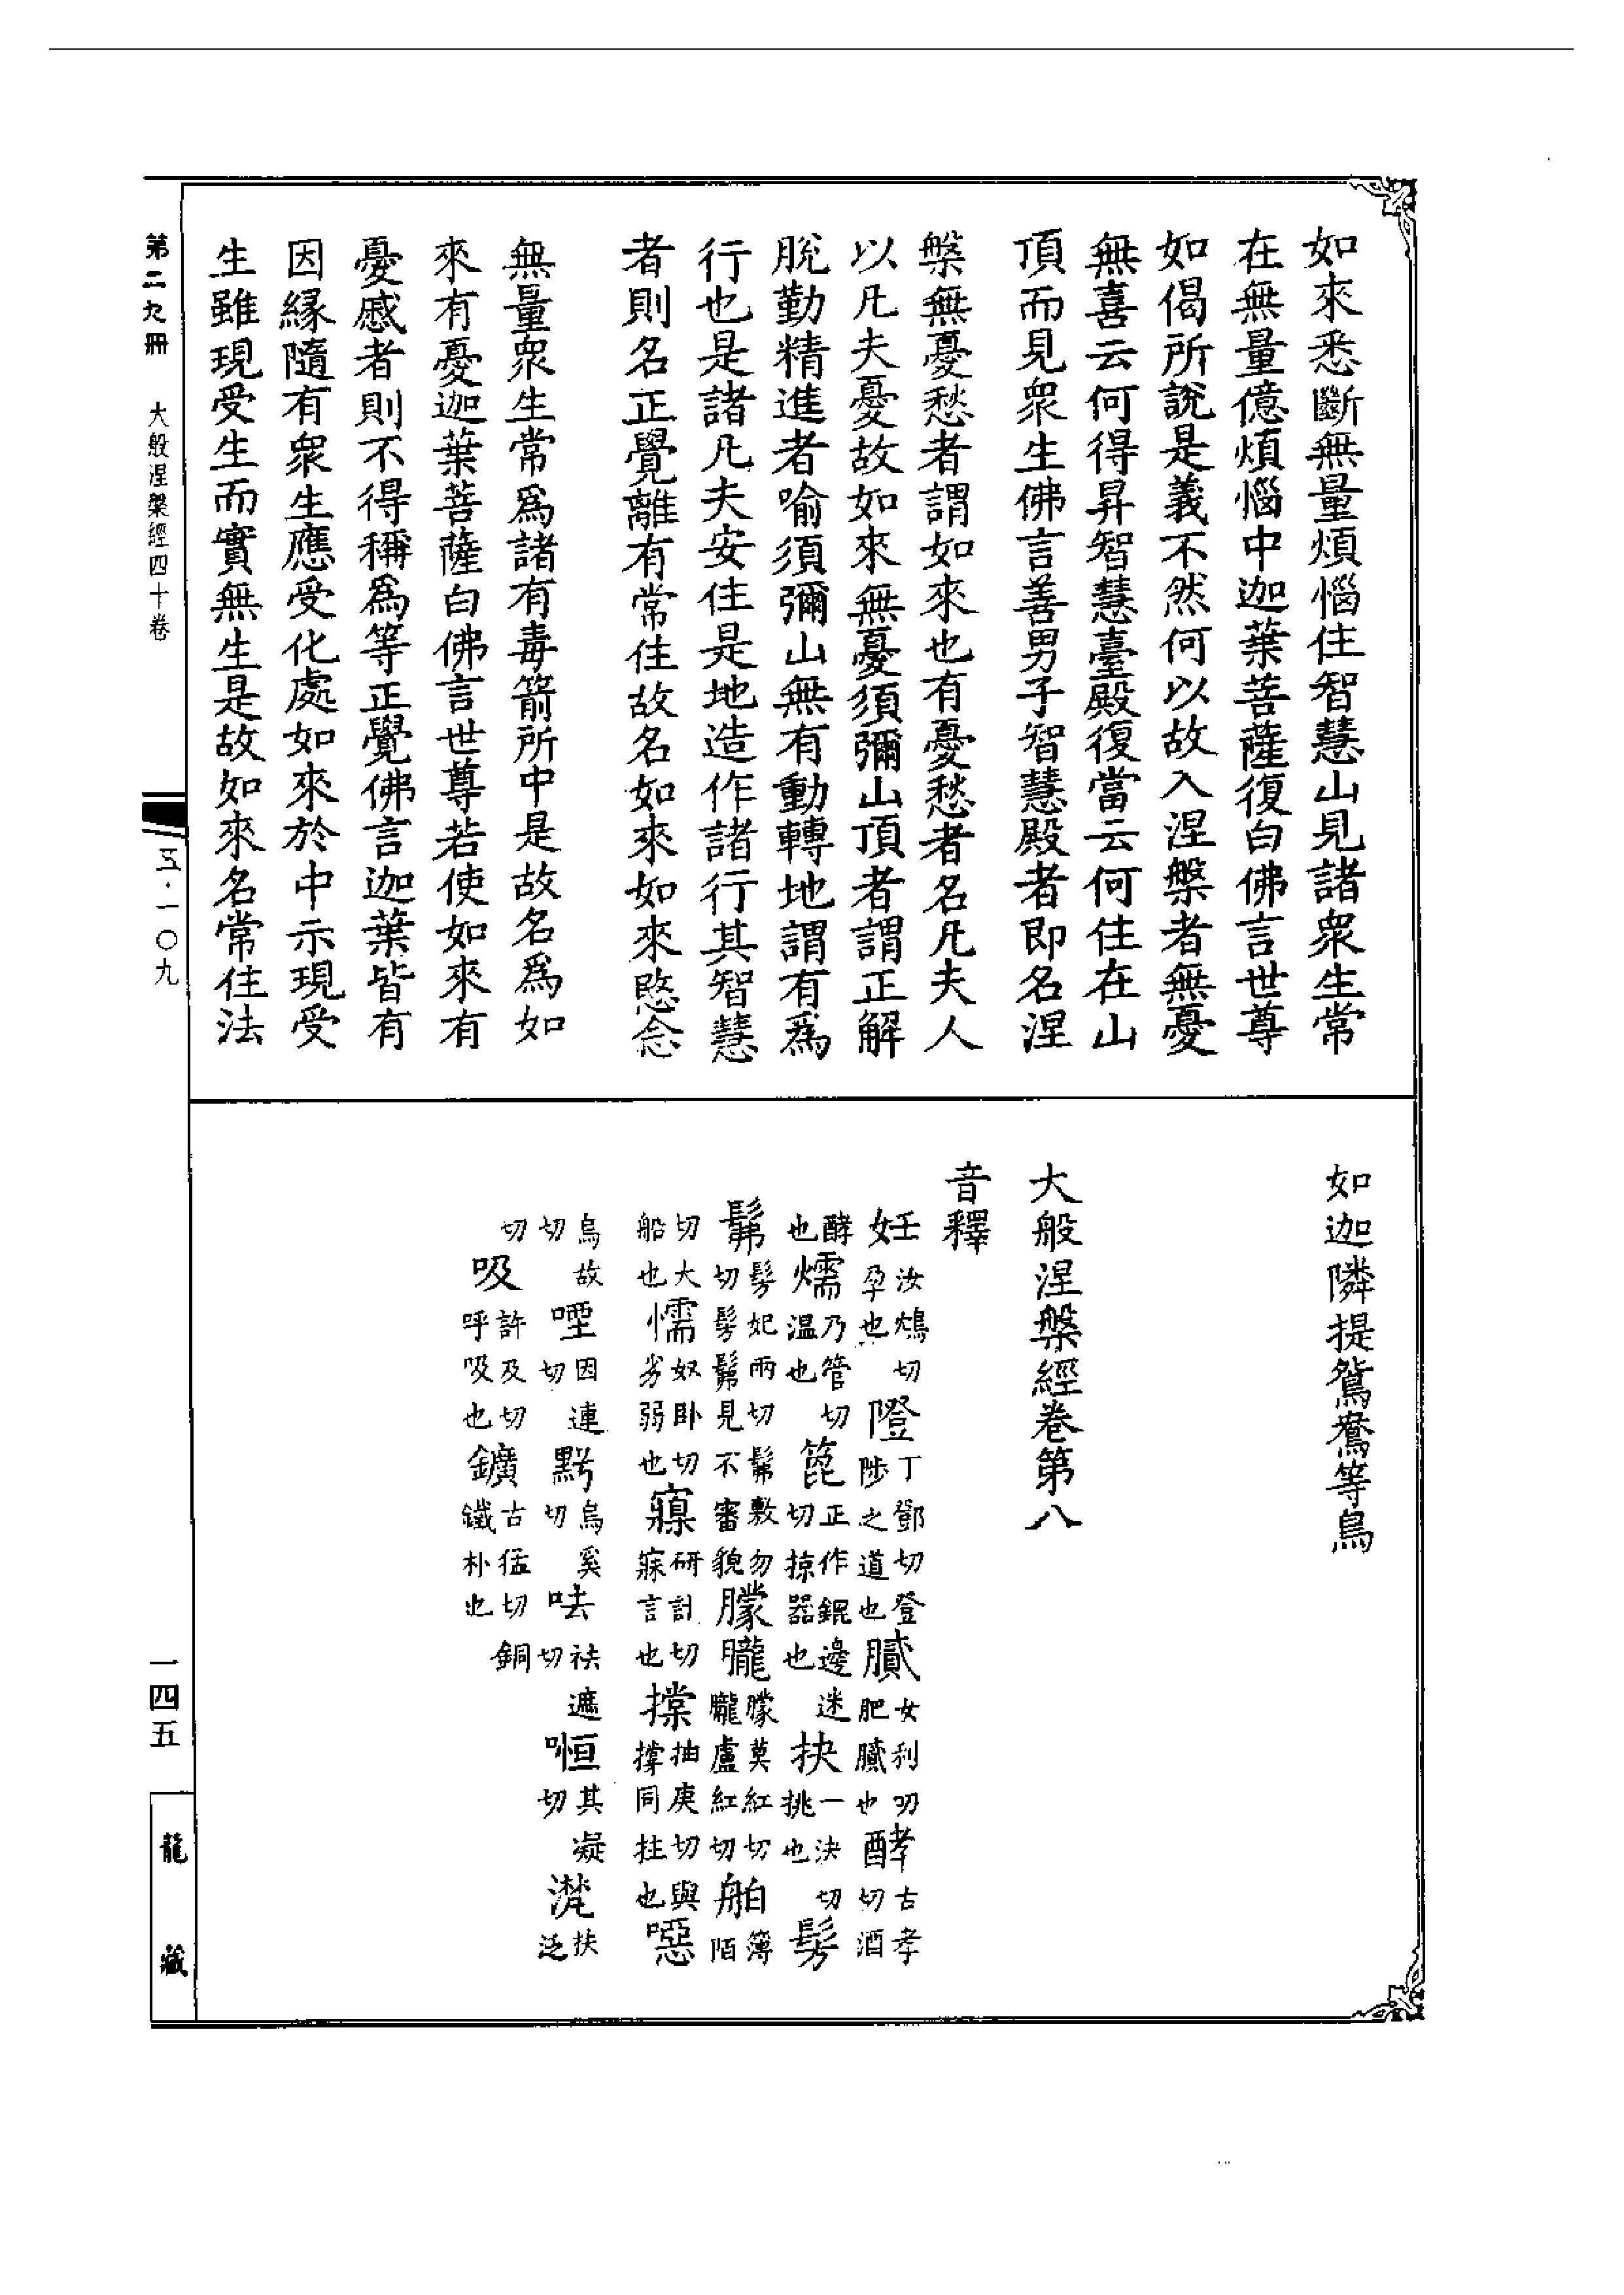 如來悉斷無量煩惱住智慧山見諸衆生常
在無量億煩惱中迦葉菩薩復白佛言世尊
如偈所說是義不然何以故入涅槃者無憂
無喜云何得昇智慧臺殿復當云何住在山
頂而見衆生佛言善男子智慧殿者即名涅
槃無憂愁者謂如來也有憂愁者名凡夫人
以凡夫憂故如來無憂須彌山頂者謂正解
脫勤精進者喻須彌山無有動轉地謂有爲
行也是諸凡夫安住是地造作諸行其智慧
者則名正覺離有常住故名如來如來愍念
無量衆生常爲諸有毒箭所中是故名爲如
來有憂迦葉菩薩白佛言世尊若使如來有
憂慼者則不得稱爲等正覺佛言迦葉皆有
因緣隨有衆生應受化處如來於中示現受
生雖現受生而實無生是故如來名常住法
如迦隣提鴛鴦等鳥
大般涅槃經卷第八
音釋
妊汝鴆切孕也隥丁鄧切登陟之道也膩女利切肥膩也酵古孝切酒
酵也㬉乃管切溫也箆正作錕邊迷切掠器也抉一決切挑也髣
髴髣妃兩切髴敷勿切髣髴見不審貌朦朧朦莫紅切朧盧紅切舶簿陌
切大船也懦奴卧切劣弱也寱研計切寐言也撑抽庚切與撐同拄也噁
烏故切啞因連切黳烏奚切呿祛遮切㖶其凝切㴀扶泛
切吸許及切呼吸也鑛古猛切銅鐵朴也
第二九冊 大般涅槃經四十卷
五·一〇九
一四五
龍藏